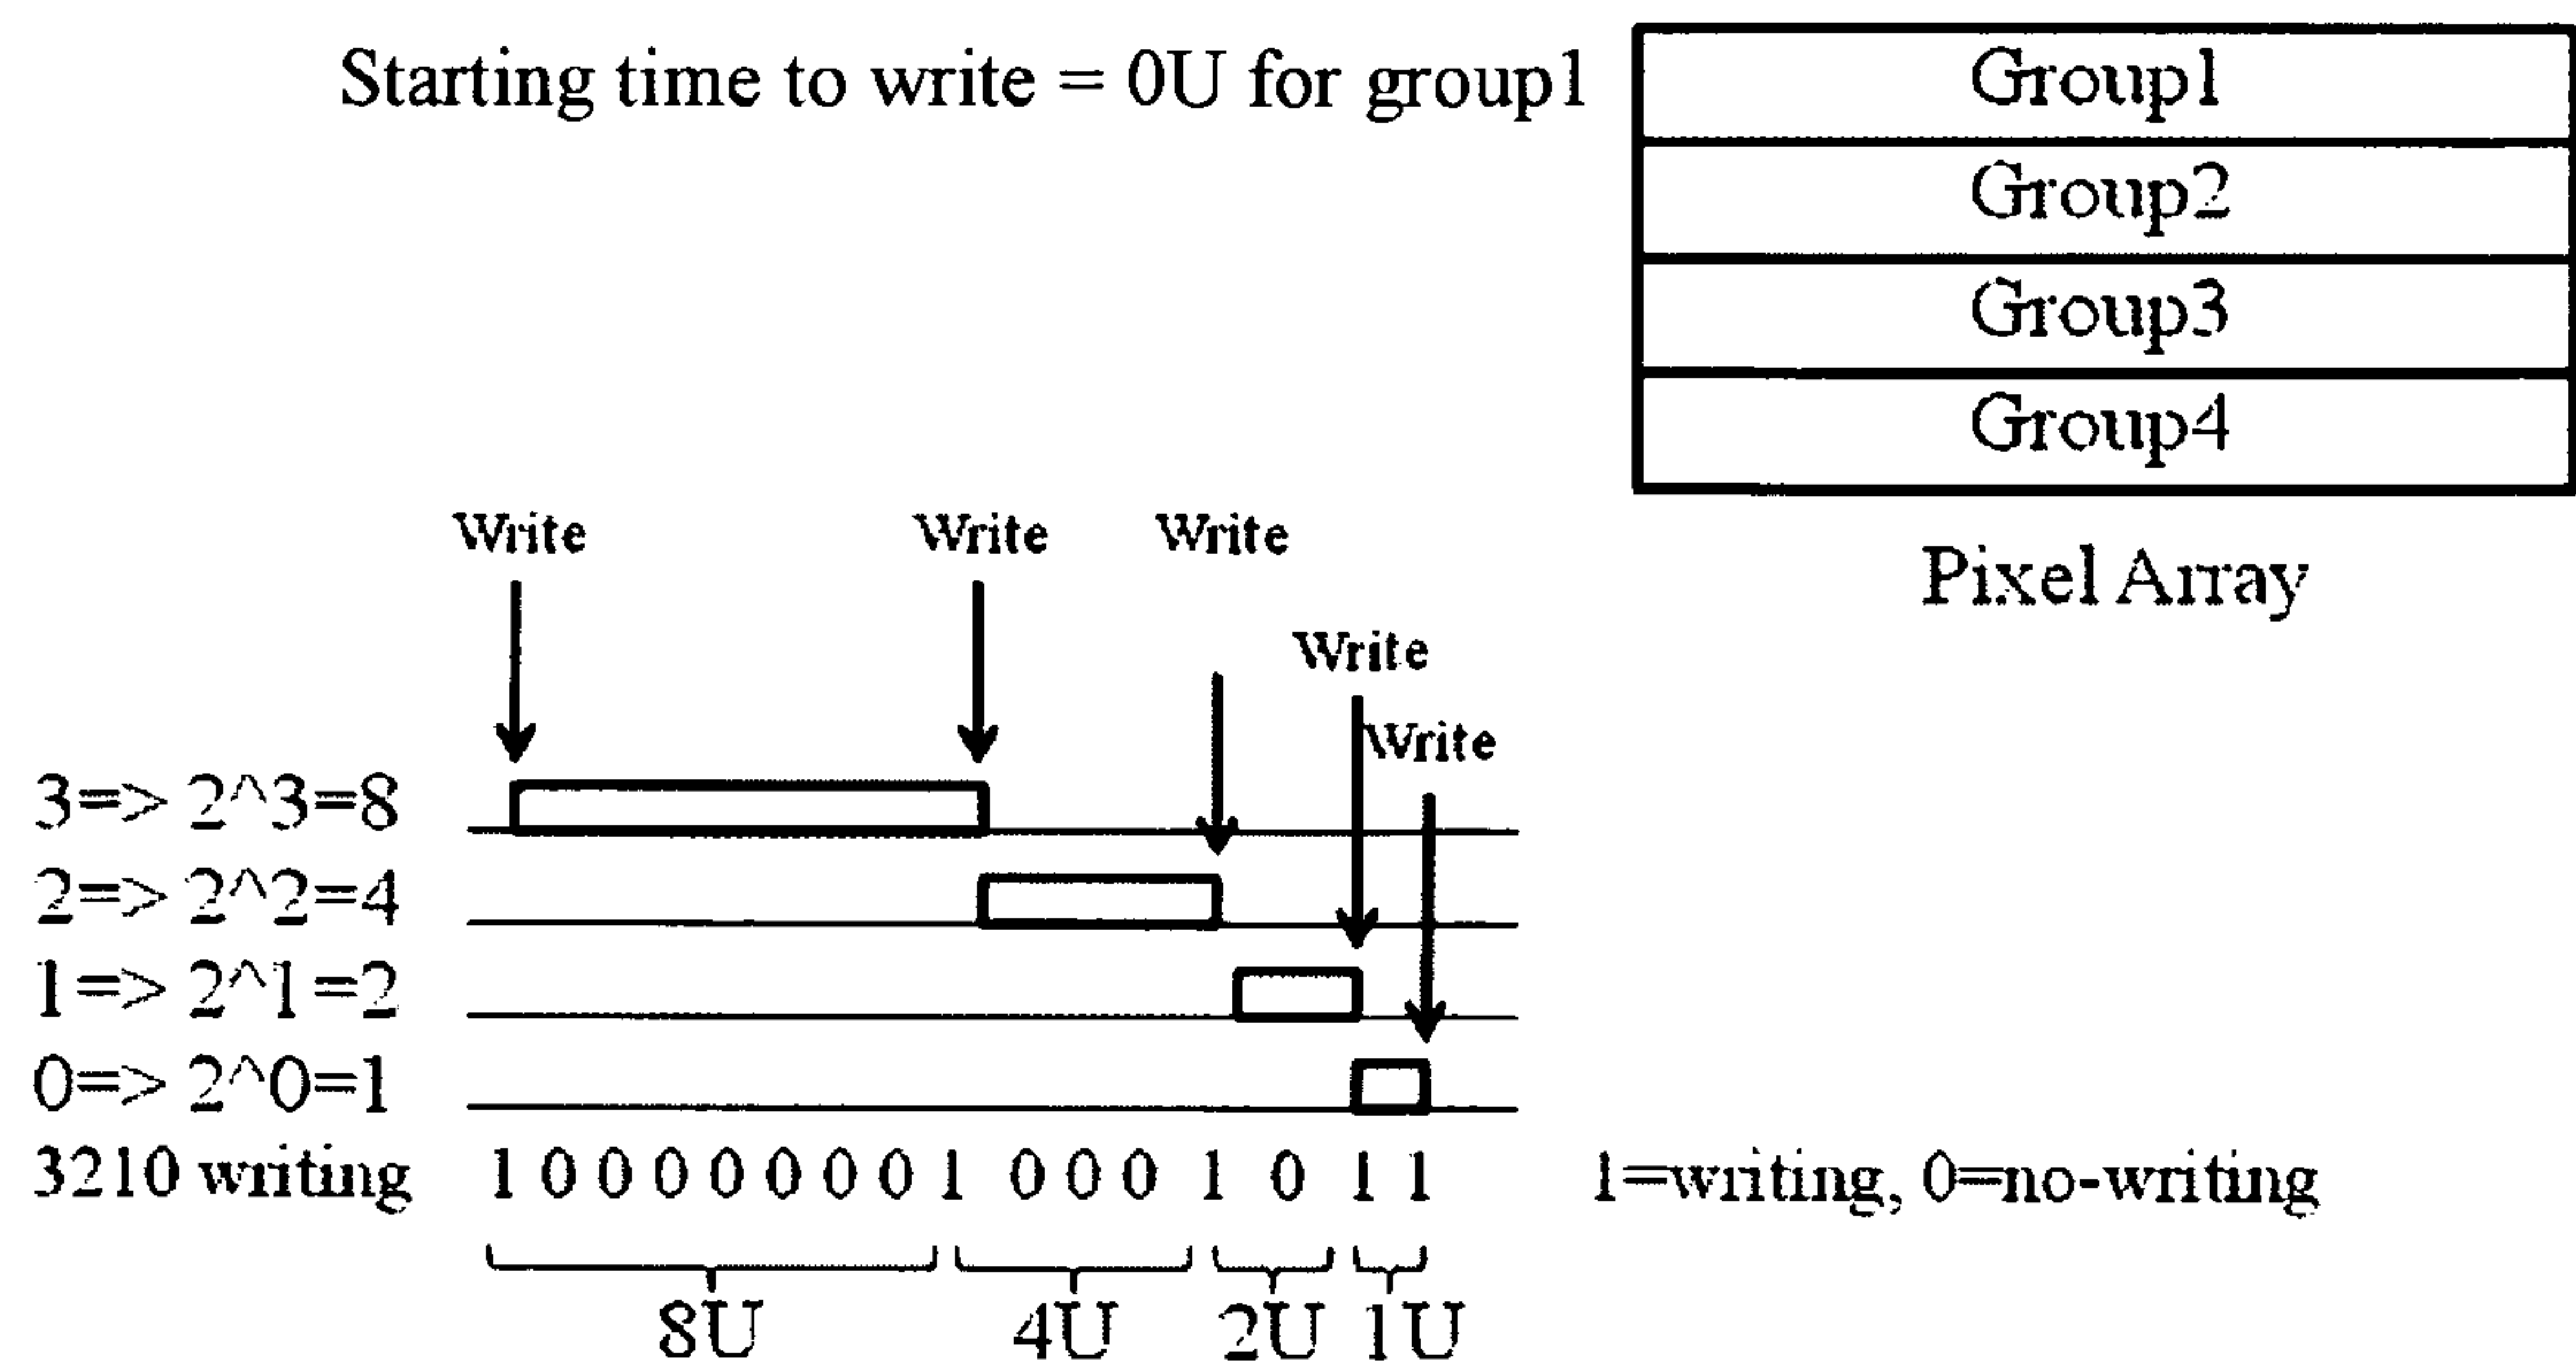 Starting time to write = 0U for group1
Group1
Group2
Group3
Group4
Pixel Array
Write
Write
Write
Write
Write
3=> 2^3=8
2=> 2^2=4
1=> 2^1=2
0=> 2^0=1
3210 writing 1 0 0 0 0 0 0 0 1 0 0 0 1 0 1 1 1=writing, 0=no-writing
8U 4U 2U 1U